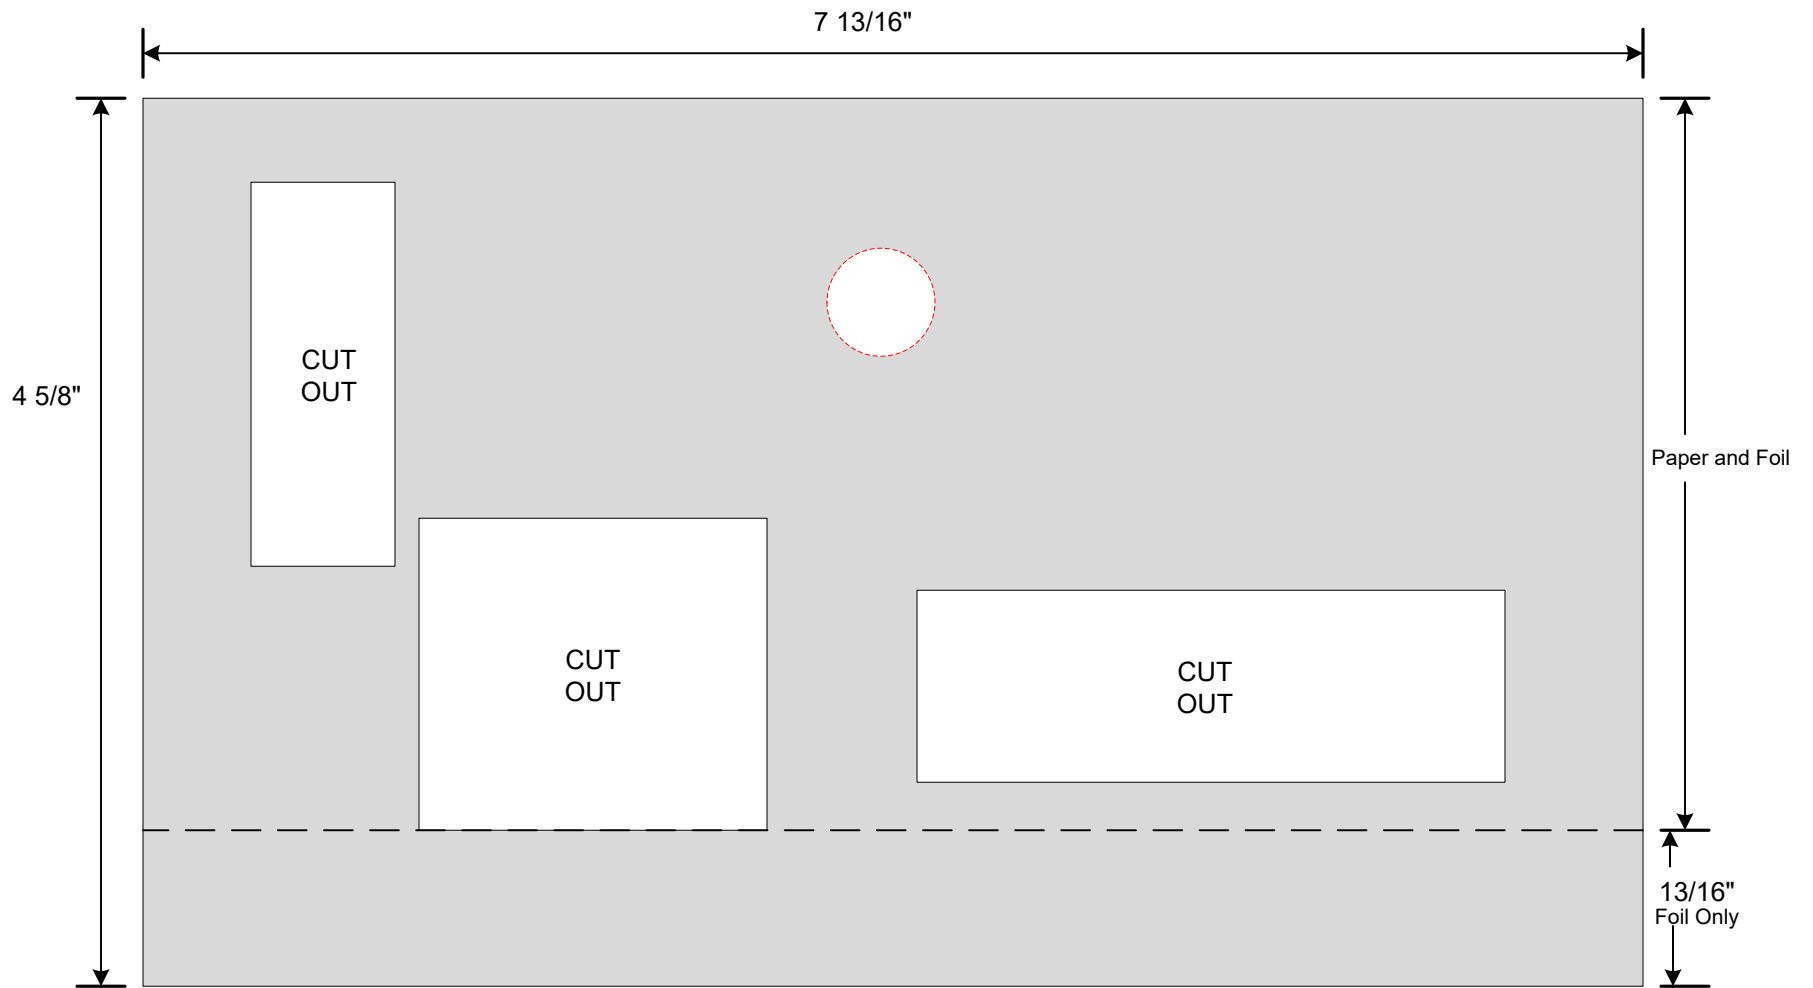 7 13/16"
CUT
OUT
4 5/8"
Paper and Foil
CUT
OUT
CUT
OUT
13/16"
Foil Only